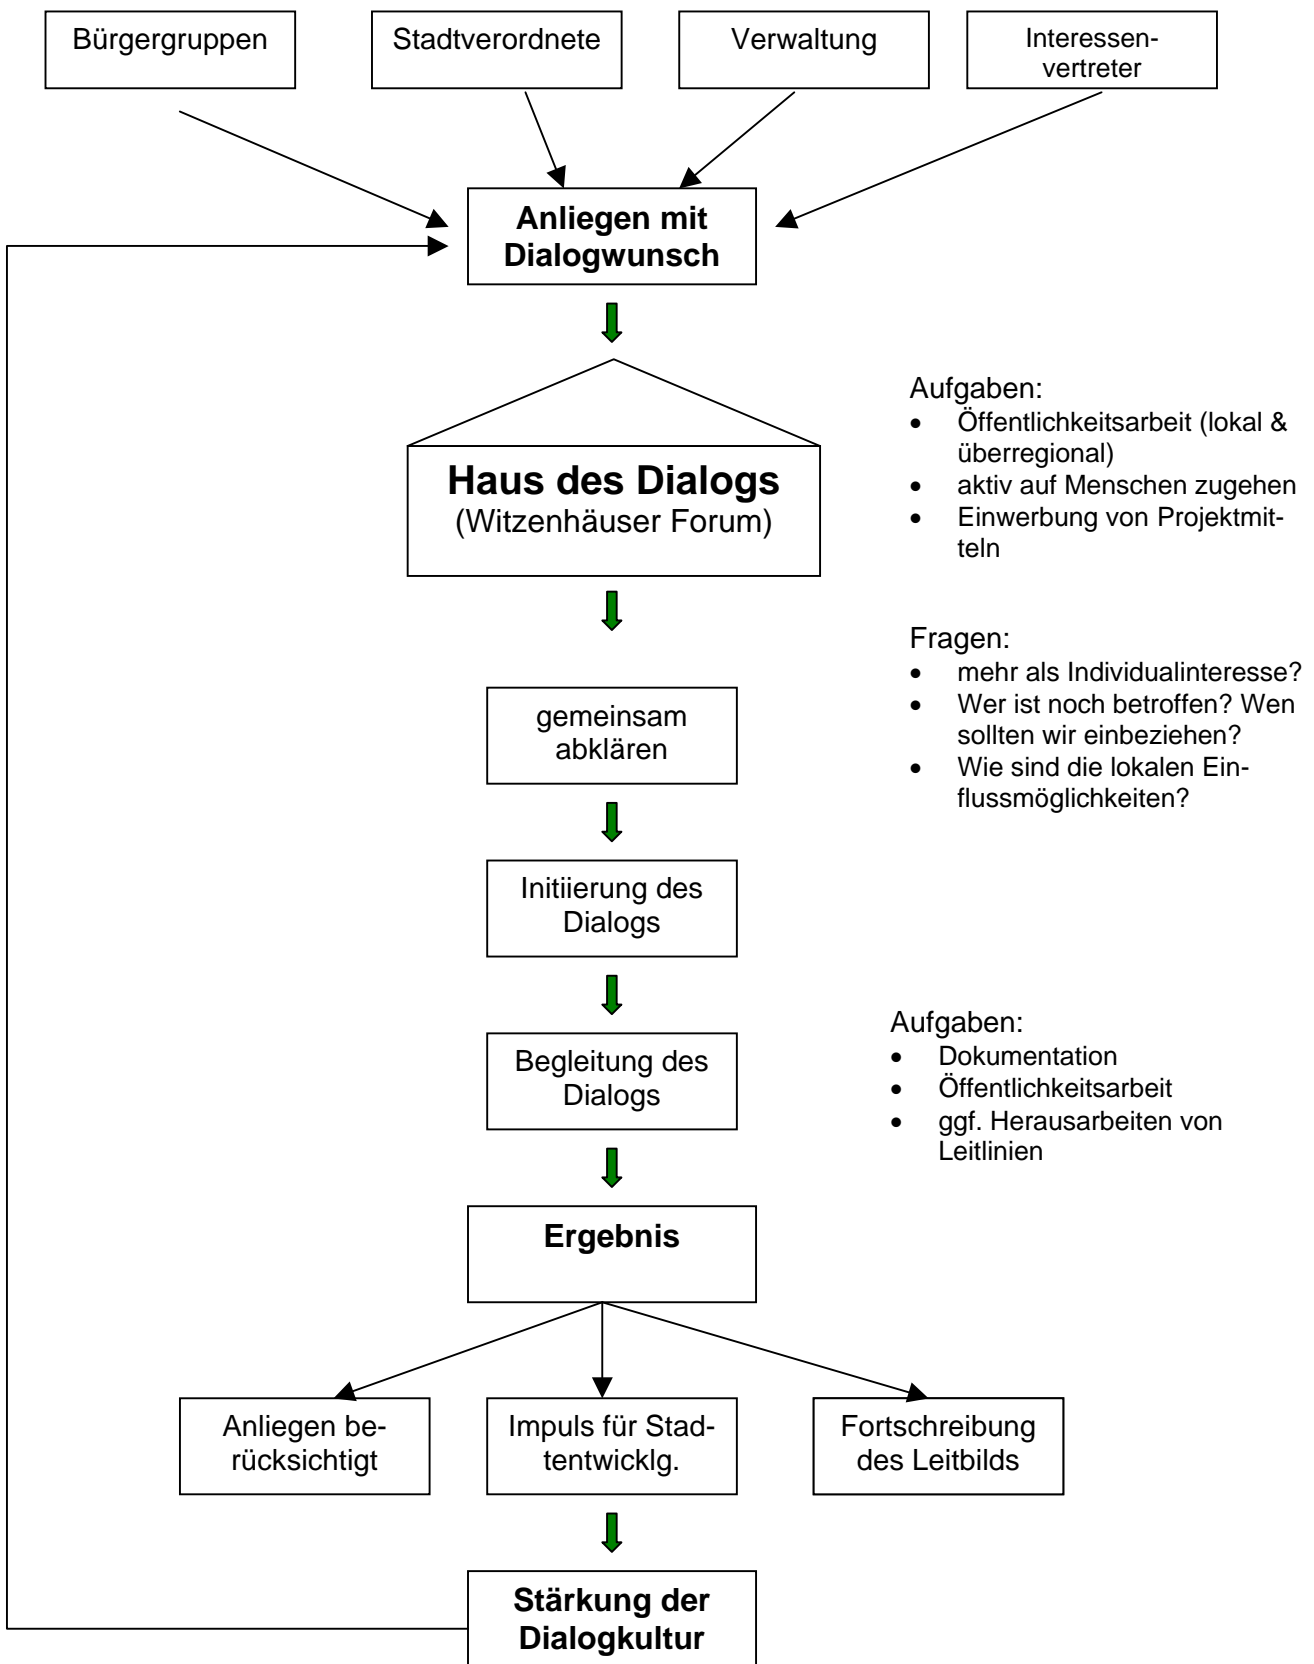 Bürgergruppen
Stadtverordnete
Verwaltung
Interessen-
vertreter
Anliegen mit
Dialogwunsch
Haus des Dialogs
(Witzenhäuser Forum)
Aufgaben:
• Öffentlichkeitsarbeit (lokal &
überregional)
• aktiv auf Menschen zugehen
• Einwerbung von Projektmit-
teln
Fragen:
• mehr als Individualinteresse?
• Wer ist noch betroffen? Wen
sollten wir einbeziehen?
• Wie sind die lokalen Ein-
flussmöglichkeiten?
gemeinsam
abklären
Initiierung des
Dialogs
Begleitung des
Dialogs
Aufgaben:
• Dokumentation
• Öffentlichkeitsarbeit
• ggf. Herausarbeiten von
Leitlinien
Ergebnis
Anliegen be-
rücksichtigt
Impuls für Stad-
tentwicklg.
Fortschreibung
des Leitbilds
Stärkung der
Dialogkultur